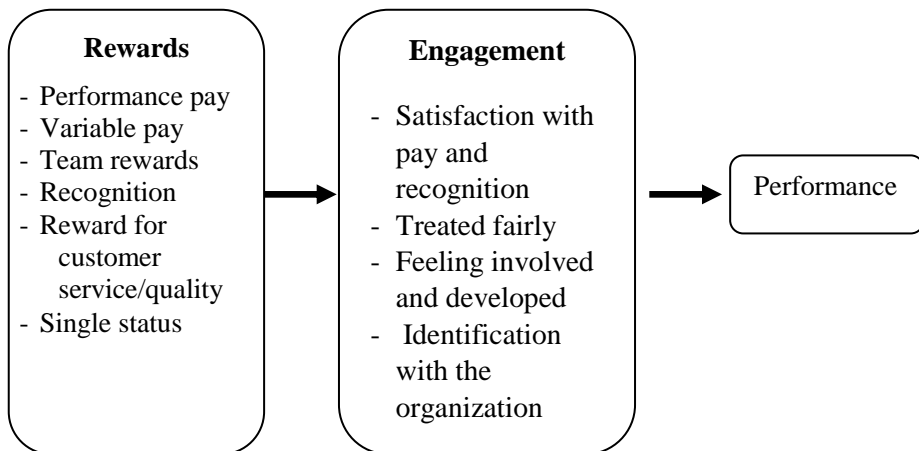 Rewards
- Performance pay
- Variable pay
- Team rewards
- Recognition
- Reward for
customer
service/quality
- Single status
Engagement
- Satisfaction with
pay and
recognition
- Treated fairly
- Feeling involved
and developed
- Identification
with the
organization
Performance